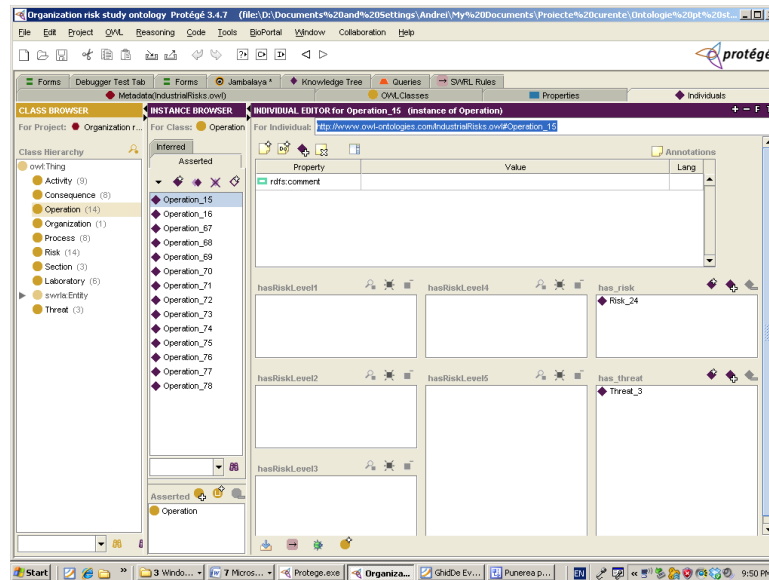 Organization risk study ontology Protégé 3.4.7 (file:\D:\Documents%20and%20Settings\Andrei\My%20Documents\Proiecte%20curente\Ontologie%20pt%20st...
File Edit Project OWL Reasoning Code Tools BioPortal Window Collaboration Help
protégé
Forms Debugger Test Tab Forms Jambalaya * Knowledge Tree Queries SWRL Rules
Metadata(IndustrialRisks.owl) OWLClasses Properties Individuals
CLASS BROWSER INSTANCE BROWSER INDIVIDUAL EDITOR for Operation_15 (instance of Operation)
For Project: Organization r... For Class: Operation For Individual: http://www.owl-ontologies.com/IndustrialRisks.owl#Operation_15
Class Hierarchy
owl:Thing
Activity (9)
Consequence (8)
Operation (14)
Organization (1)
Process (8)
Risk (14)
Section (3)
Laboratory (6)
swrla:Entity
Threat (3)
Inferred
Asserted
Operation_15
Operation_16
Operation_67
Operation_68
Operation_69
Operation_70
Operation_71
Operation_72
Operation_73
Operation_74
Operation_75
Operation_76
Operation_77
Operation_78
Asserted
Operation
Annotations
Property Value Lang
rdfs:comment
hasRiskLevel1 hasRiskLevel4 has_risk
Risk_24
hasRiskLevel2 hasRiskLevel5 has_threat
Threat_3
hasRiskLevel3
Start 3 Windo... 7 Micros... Protege.exe Organiza... GhidDe Ev... Punerea p... EN 9:50 PM